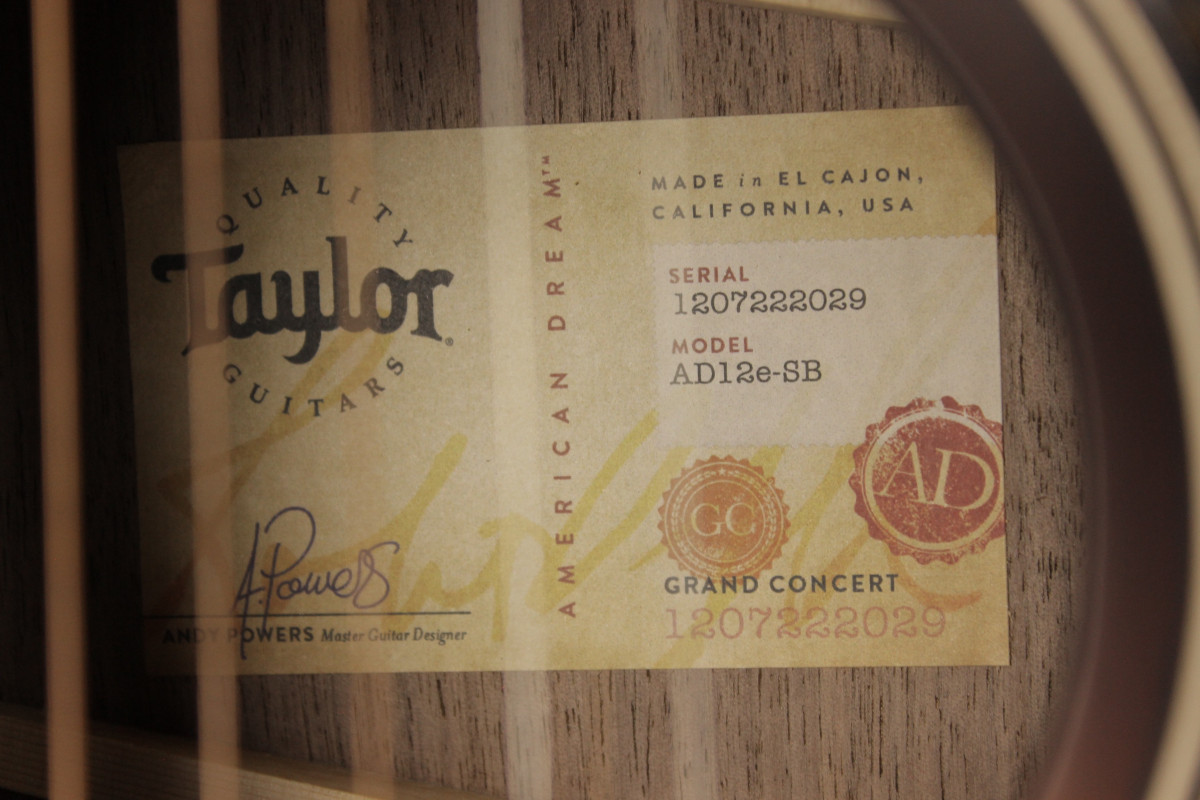 QUALITY
Taylor®
GUITARS
A.Powers
ANDY POWERS Master Guitar Designer
AMERICAN DREAM™
MADE in EL CAJON,
CALIFORNIA, USA
SERIAL
1207222029
MODEL
AD12e-SB
AD
GC
GRAND CONCERT
1207222029